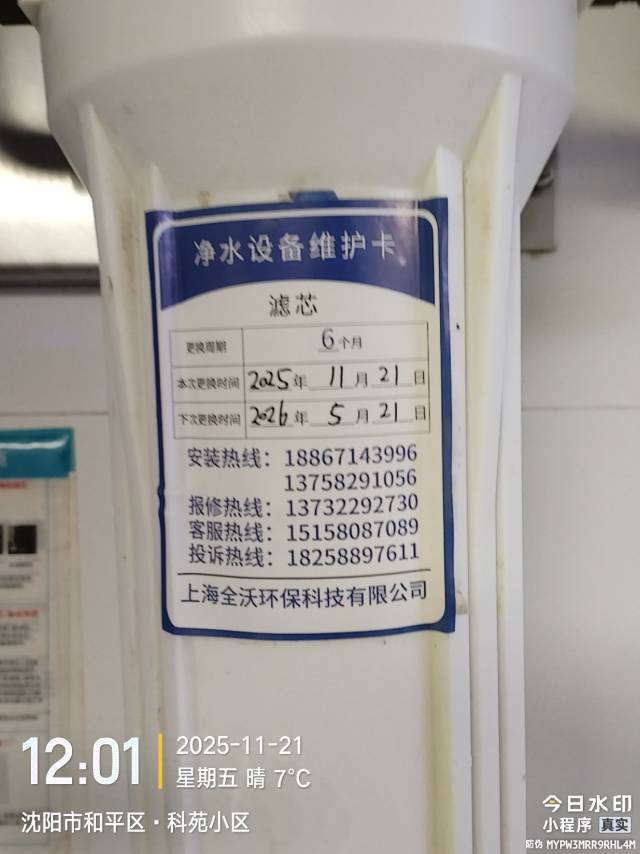 净水设备维护卡
滤芯
更换周期 6个月
本次更换时间 2025年 11月 21日
下次更换时间 2026年 5月 21日
安装热线：18867143996
13758291056
报修热线：13732292730
客服热线：15158087089
投诉热线：18258897611
上海全沃环保科技有限公司
12:01
2025-11-21
星期五 晴 7℃
沈阳市和平区·科苑小区
今日水印
小程序 真实
防伪 MYPW3MRR9RHL4M